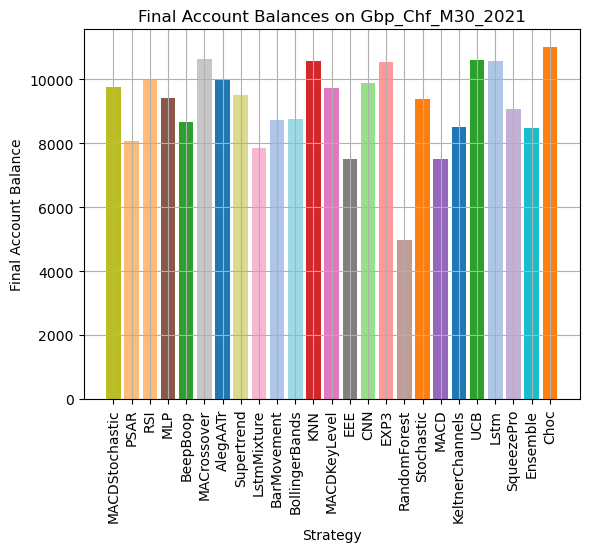 Final Account Balances on Gbp_Chf_M30_2021
Final Account Balance
10000
8000
6000
4000
2000
0
MACDStochastic
PSAR
RSI
MLP
BeepBoop
MACrossover
AlegAATr
Supertrend
LstmMixture
BarMovement
BollingerBands
KNN
MACDKeyLevel
EEE
CNN
EXP3
RandomForest
Stochastic
MACD
KeltnerChannels
UCB
Lstm
SqueezePro
Ensemble
Choc
Strategy